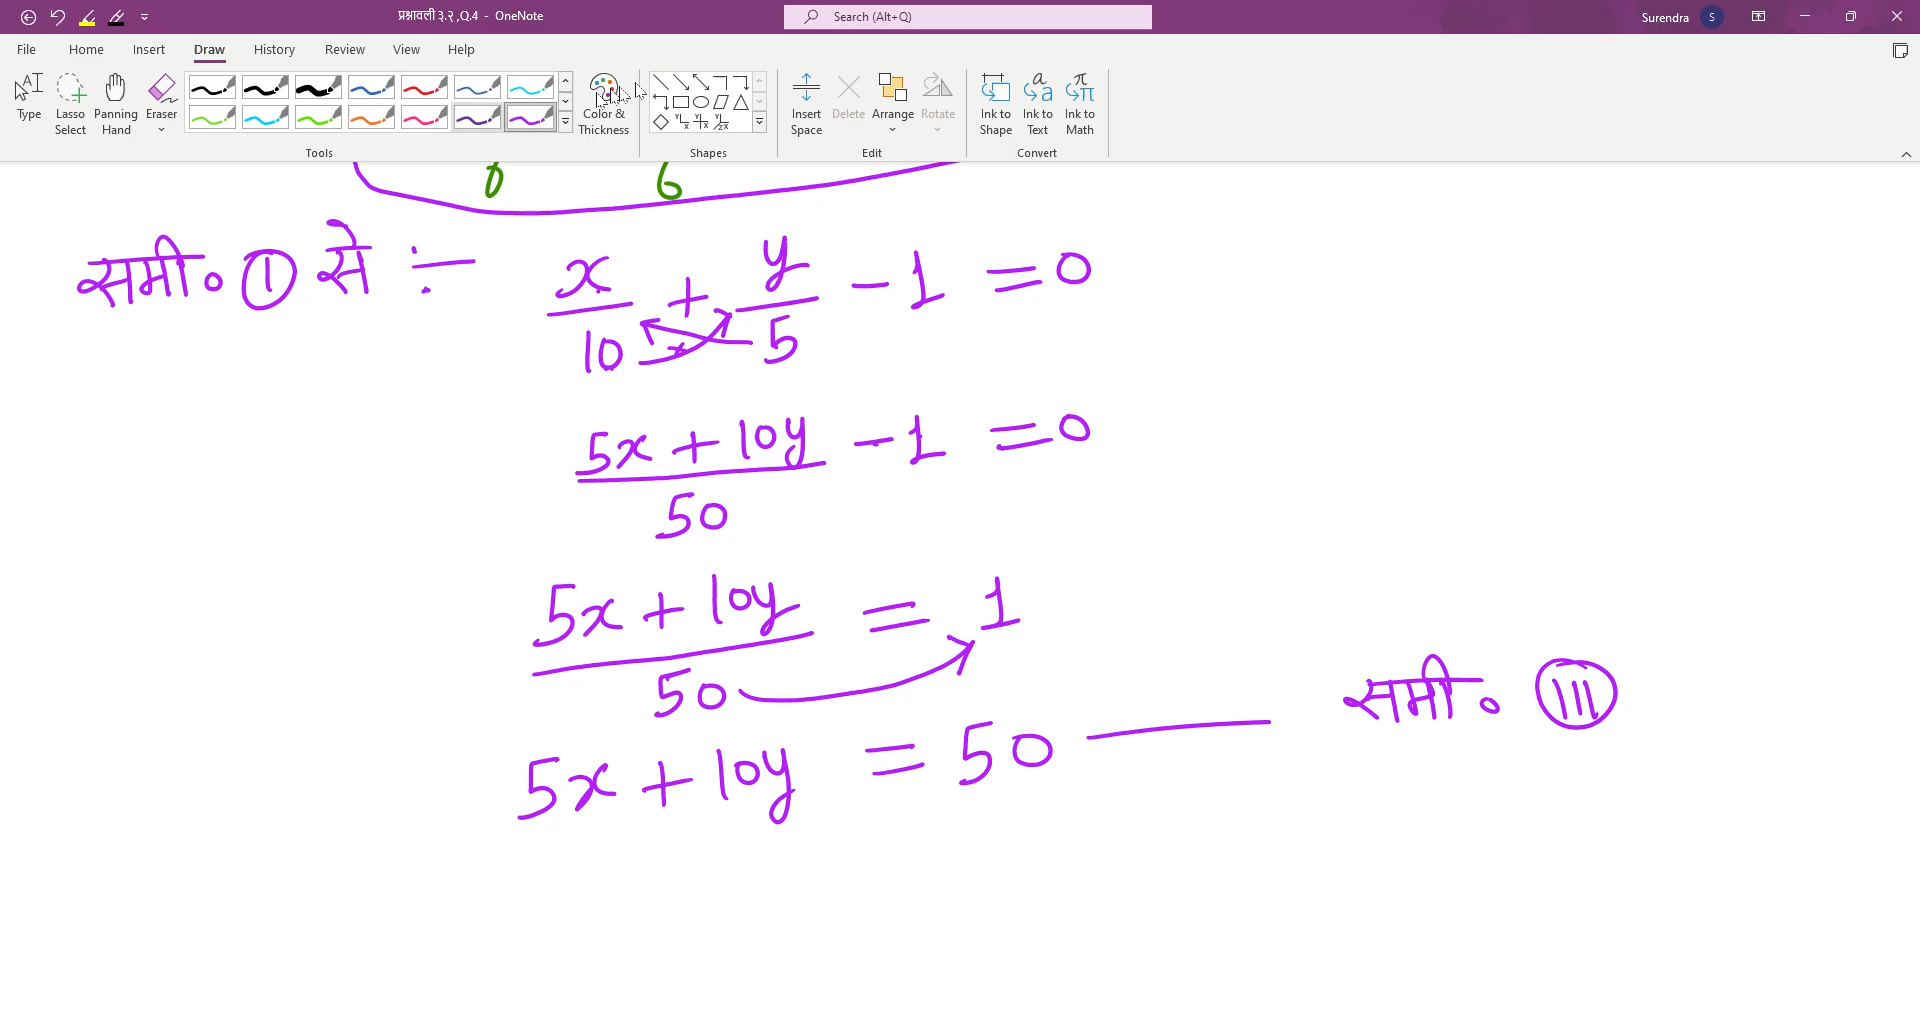 प्रश्नावली ३.२ ,Q.4 - OneNote
Search (Alt+Q)
Surendra S
File Home Insert Draw History Review View Help
Type Lasso Select Panning Hand Eraser Color & Thickness Insert Space Delete Arrange Rotate Ink to Shape Ink to Text Ink to Math
Tools Shapes Edit Convert
6
समी० ① से :- x/10 + y/5 - 1 = 0
5x + 10y/50 - 1 = 0
5x + 10y/50 = 1
समी० III
5x + 10y = 50